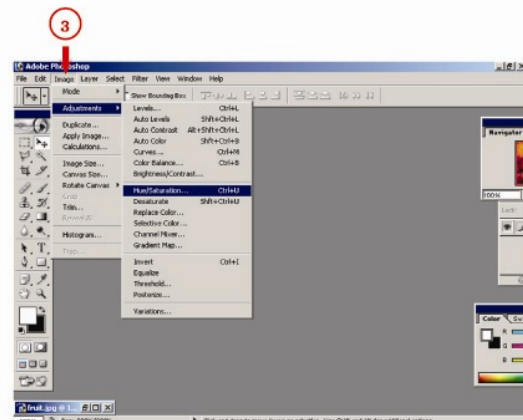 3
Adobe Photoshop
File Edit Image Layer Select Filter View Window Help
Show Bounding Box
Mode
Adjustments
Duplicate...
Apply Image...
Calculations...
Image Size...
Canvas Size...
Rotate Canvas
Crop
Trim...
Reveal All
Histogram...
Trap...
Levels... Ctrl+L
Auto Levels Shft+Ctrl+L
Auto Contrast Alt+Shft+Ctrl+L
Auto Color Shft+Ctrl+B
Curves... Ctrl+M
Color Balance... Ctrl+B
Brightness/Contrast...
Hue/Saturation... Ctrl+U
Desaturate Shft+Ctrl+U
Replace Color...
Selective Color...
Channel Mixer...
Gradient Map...
Invert Ctrl+I
Equalize
Threshold...
Posterize...
Variations...
Navigator
100%
Lock:
Color
R
G
B
fruit.jpg @ 1...